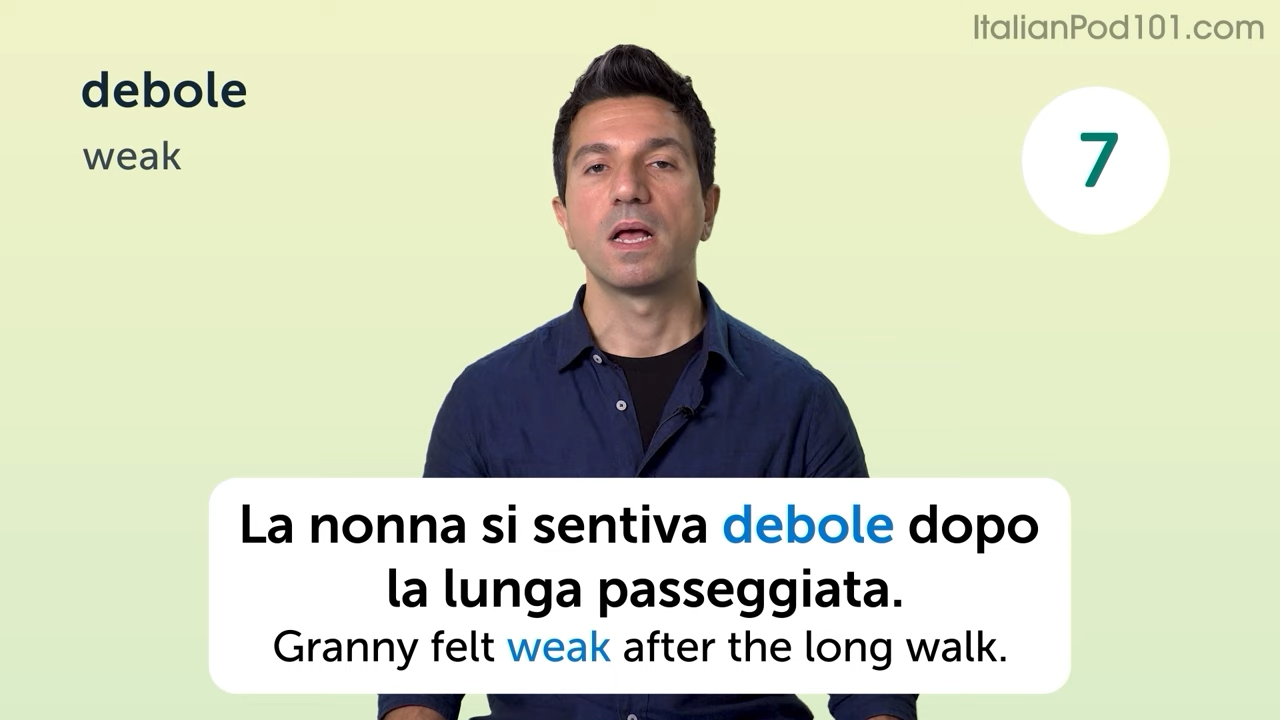 ItalianPod101.com
debole
weak
7
La nonna si sentiva debole dopo
la lunga passeggiata.
Granny felt weak after the long walk.